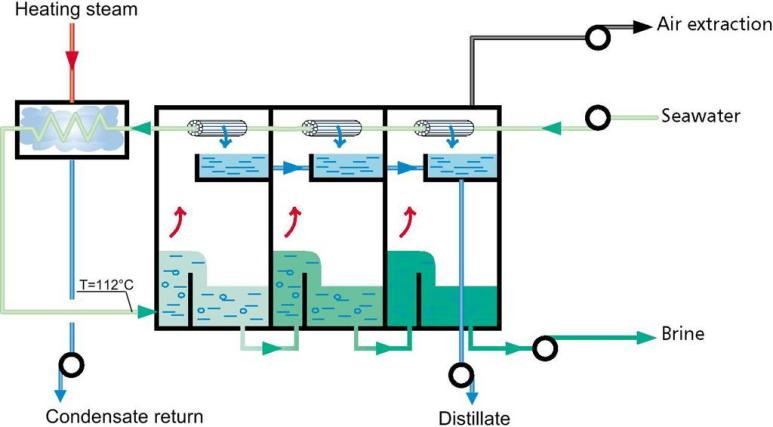 Heating steam
Air extraction
Seawater
T=112°C
Brine
Condensate return
Distillate